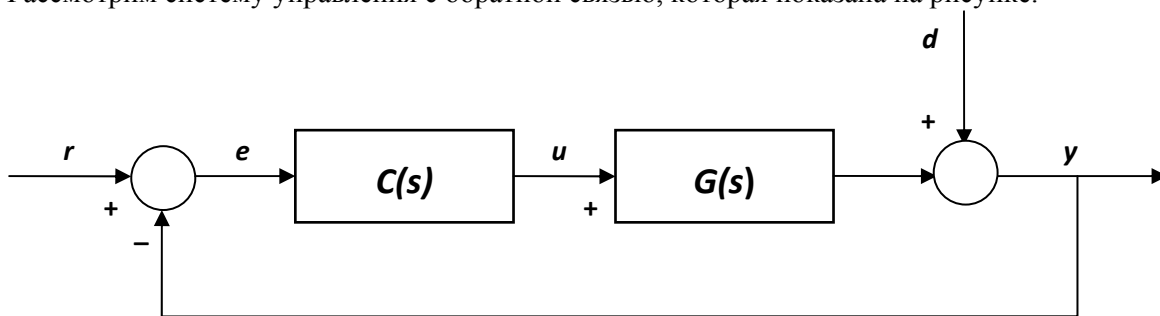 Рассмотрим систему управления с обратной связью, которая показана на рисунке.
d
+
r
e
C(s)
u
G(s)
y
+
+
−